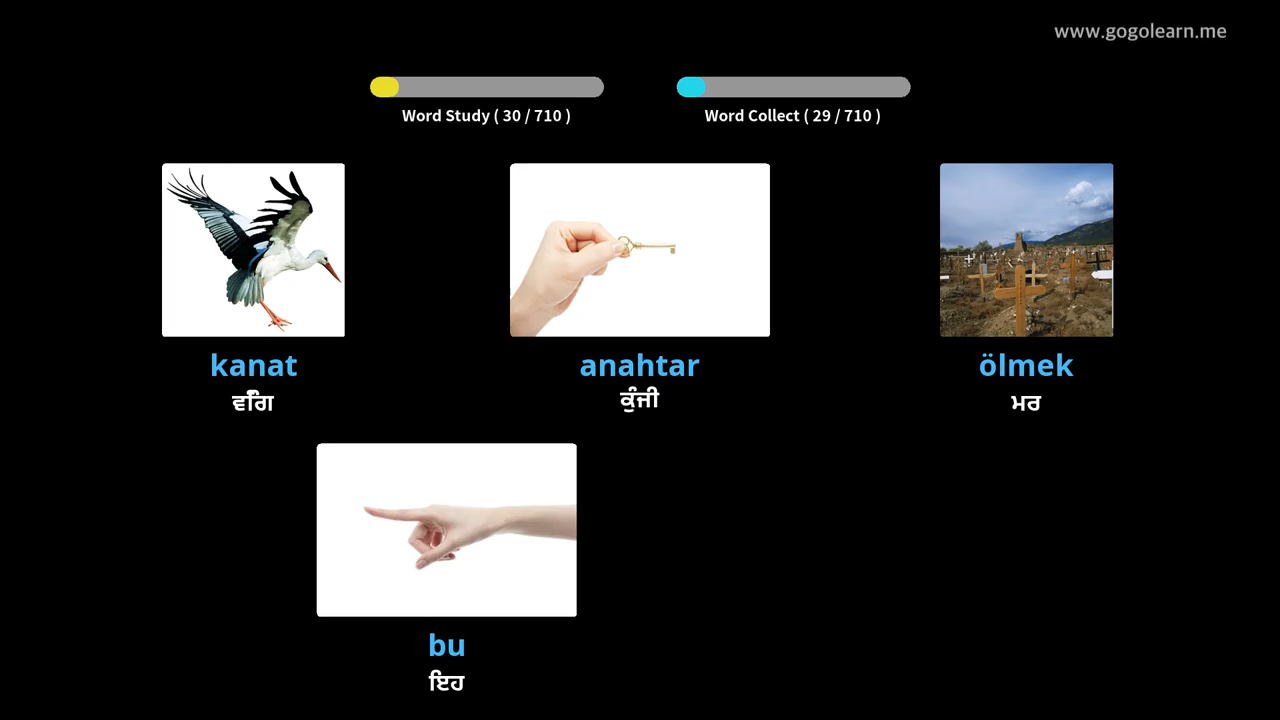 www.gogolearn.me
Word Study ( 30 / 710 )
Word Collect ( 29 / 710 )
kanat
anahtar
ölmek
ਵਿੰਗ
ਕੁੰਜੀ
ਮਰ
bu
ਇਹ